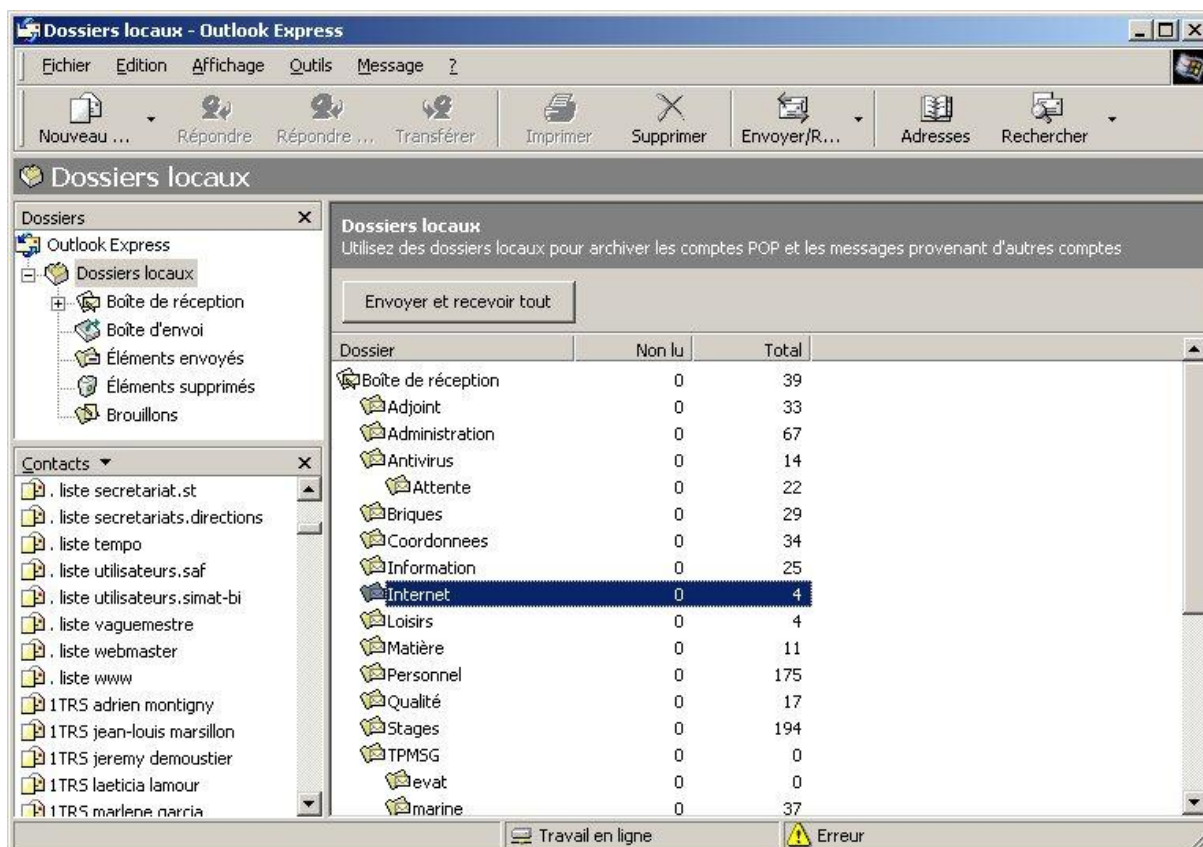 Dossiers locaux - Outlook Express
Fichier Edition Affichage Outils Message ?
Nouveau ... Répondre Répondre ... Transférer Imprimer Supprimer Envoyer/R... Adresses Rechercher
Dossiers locaux
Dossiers
Outlook Express
Dossiers locaux
Boîte de réception
Boîte d'envoi
Éléments envoyés
Éléments supprimés
Brouillons
Contacts
. liste secretariat.st
. liste secretariats.directions
. liste tempo
. liste utilisateurs.saf
. liste utilisateurs.simat-bi
. liste vaguemestre
. liste webmaster
. liste www
1TRS adrien montigny
1TRS jean-louis marsillon
1TRS jeremy demoustier
1TRS laeticia lamour
1TRS marlene garcia
Dossiers locaux
Utilisez des dossiers locaux pour archiver les comptes POP et les messages provenant d'autres comptes
Envoyer et recevoir tout
Dossier Non lu Total
Boîte de réception 0 39
Adjoint 0 33
Administration 0 67
Antivirus 0 14
Attente 0 22
Briques 0 29
Coordonnees 0 34
Information 0 25
Internet 0 4
Loisirs 0 4
Matière 0 11
Personnel 0 175
Qualité 0 17
Stages 0 194
TPMSG 0 0
evat 0 0
marine 0 37
Travail en ligne Erreur